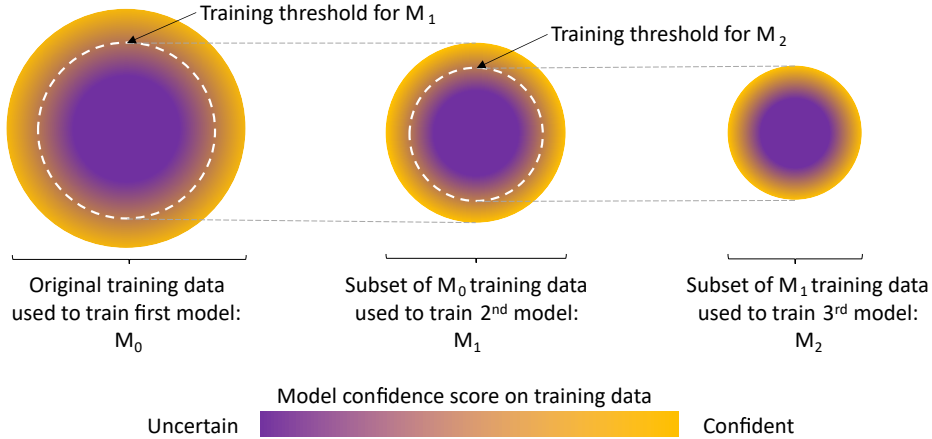 Training threshold for M₁
Training threshold for M₂
Original training data
used to train first model:
M₀
Subset of M₀ training data
used to train 2ⁿᵈ model:
M₁
Subset of M₁ training data
used to train 3ʳᵈ model:
M₂
Model confidence score on training data
Uncertain
Confident